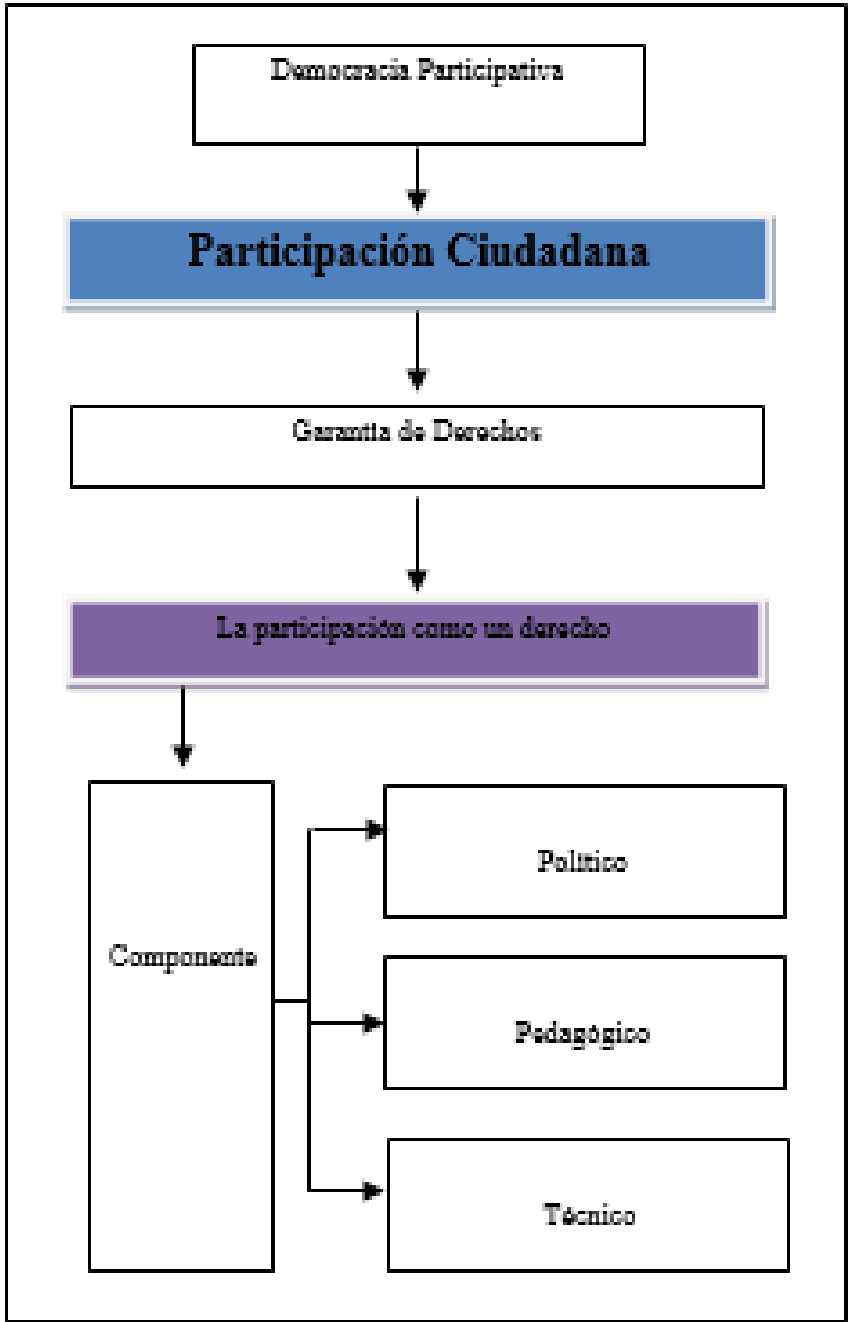 Democracia Participativa
Participación Ciudadana
Garantía de Derechos
La participación como un derecho
Componente
Político
Pedagógico
Técnico